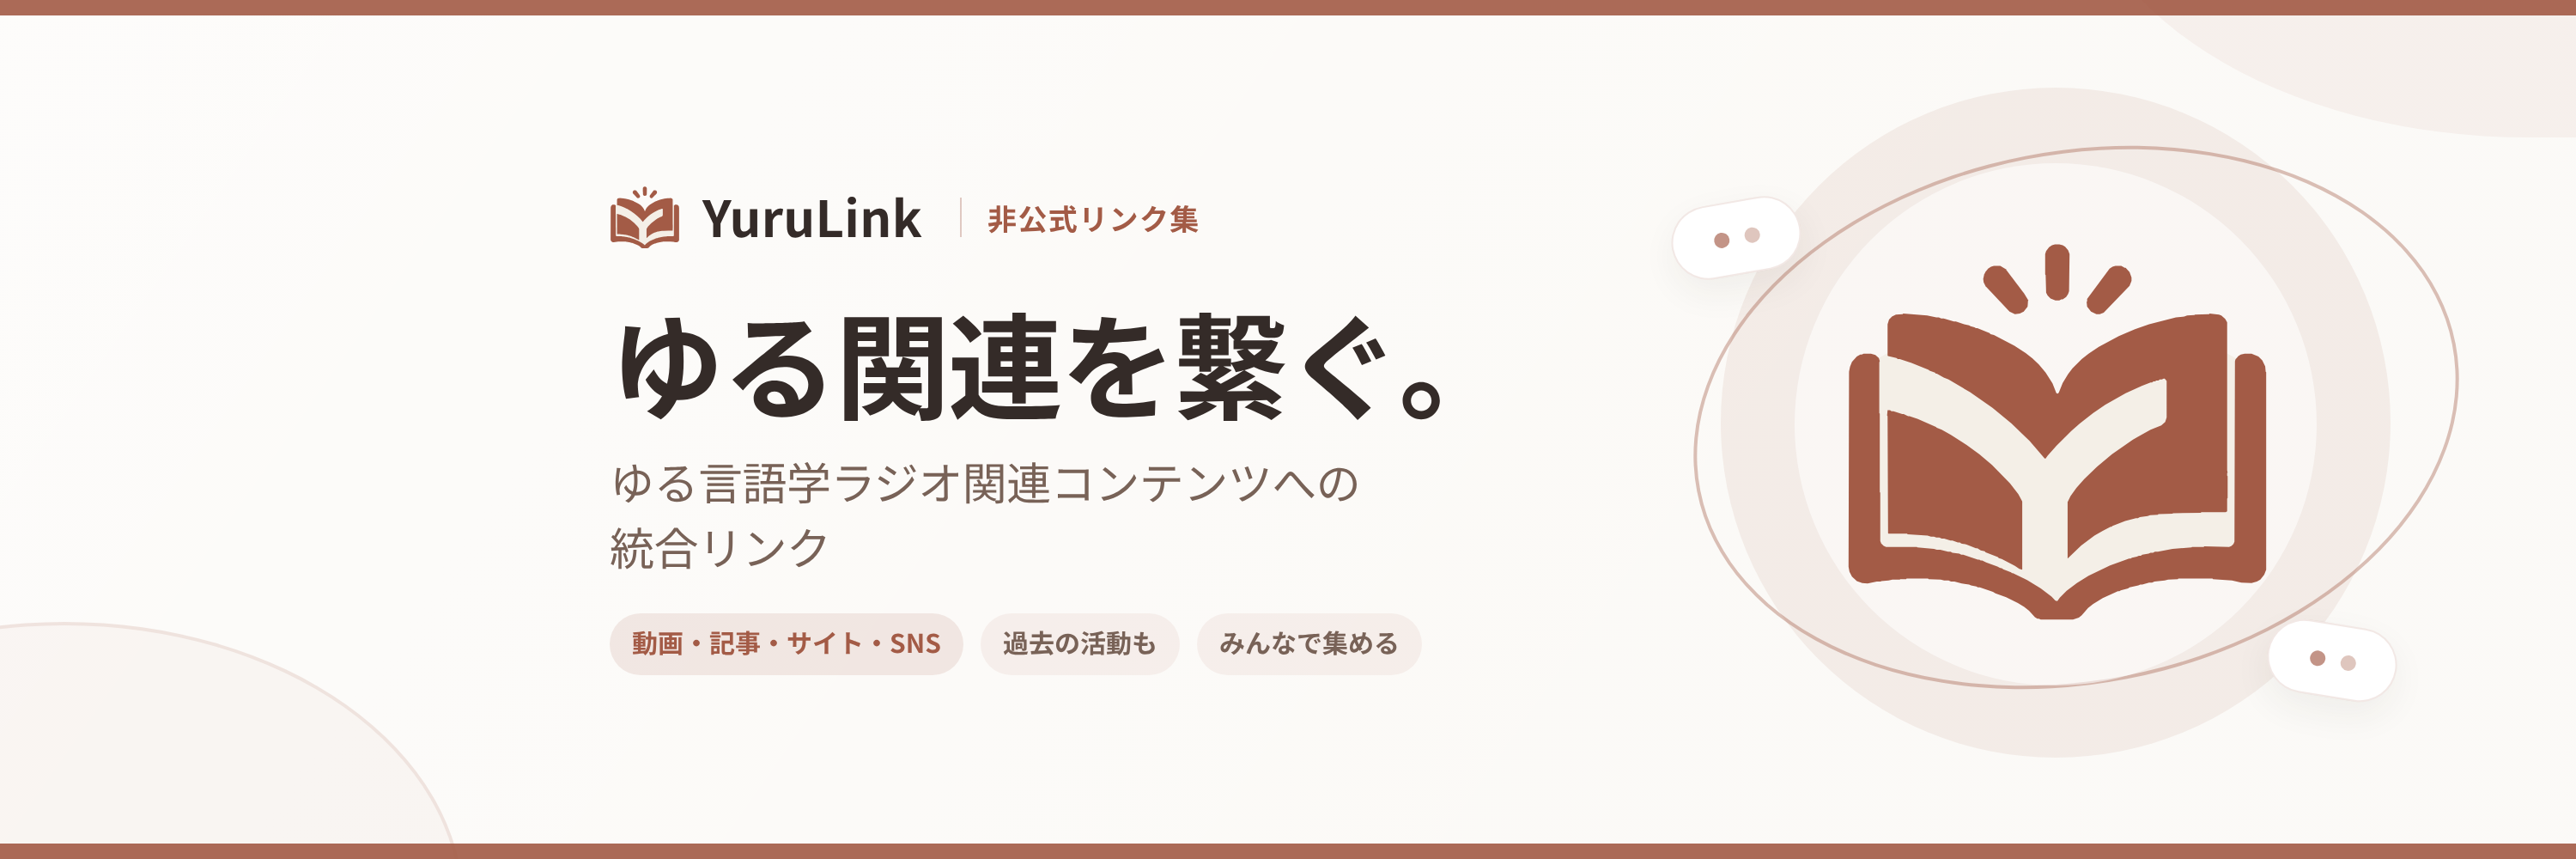 YuruLink 非公式リンク集
ゆる関連を繋ぐ。
ゆる言語学ラジオ関連コンテンツへの
統合リンク
動画・記事・サイト・SNS 過去の活動も みんなで集める